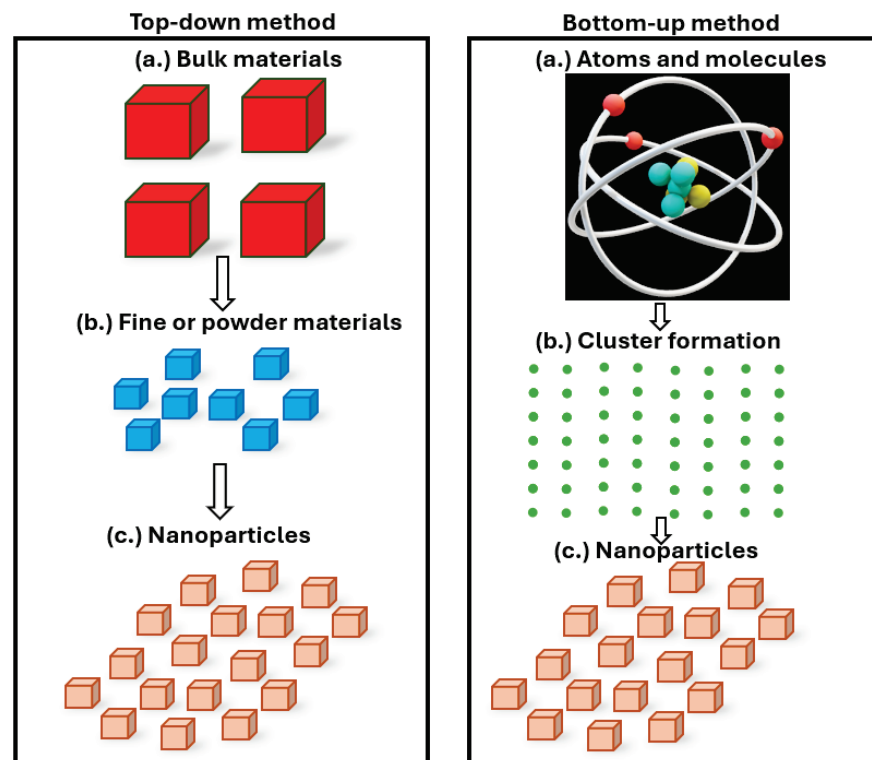 Top-down method
(a.) Bulk materials
(b.) Fine or powder materials
(c.) Nanoparticles
Bottom-up method
(a.) Atoms and molecules
(b.) Cluster formation
(c.) Nanoparticles